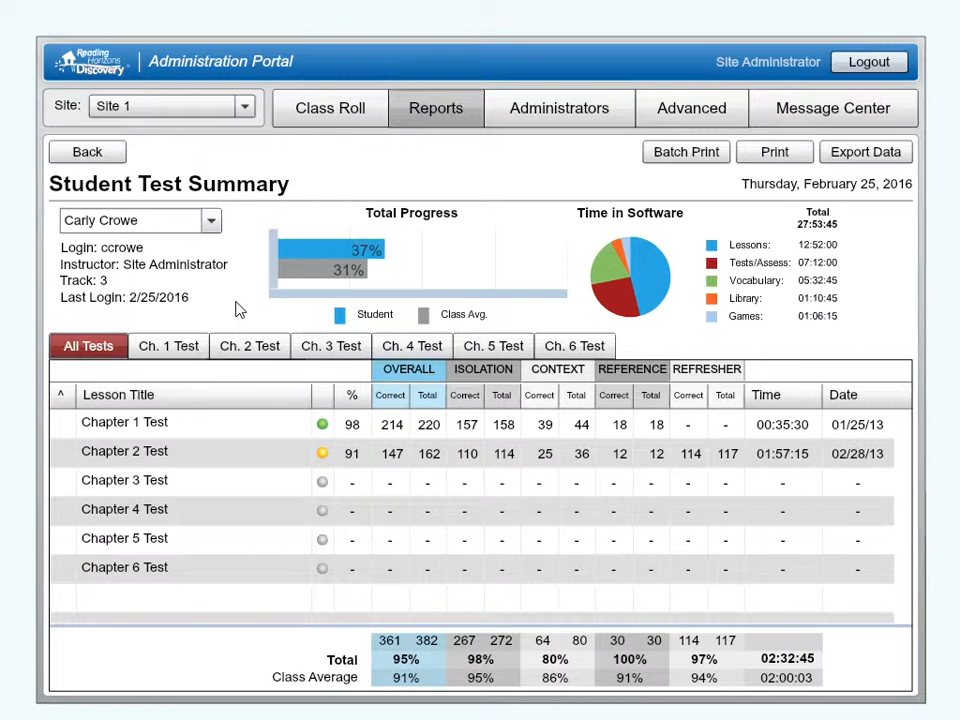 Reading Horizons Discovery
Administration Portal
Site Administrator
Logout
Site:
Site 1
Class Roll
Reports
Administrators
Advanced
Message Center
Back
Batch Print
Print
Export Data
Student Test Summary
Thursday, February 25, 2016
Carly Crowe
Login: ccrowe
Instructor: Site Administrator
Track: 3
Last Login: 2/25/2016
Total Progress
37%
31%
Student
Class Avg.
Time in Software
Total
27:53:45
Lessons: 12:52:00
Tests/Assess: 07:12:00
Vocabulary: 05:32:45
Library: 01:10:45
Games: 01:06:15
All Tests
Ch. 1 Test
Ch. 2 Test
Ch. 3 Test
Ch. 4 Test
Ch. 5 Test
Ch. 6 Test
OVERALL ISOLATION CONTEXT REFERENCE REFRESHER
^ Lesson Title % Correct Total Correct Total Correct Total Correct Total Correct Total Time Date
Chapter 1 Test 98 214 220 157 158 39 44 18 18 - - 00:35:30 01/25/13
Chapter 2 Test 91 147 162 110 114 25 36 12 12 114 117 01:57:15 02/28/13
Chapter 3 Test - - - - - - - - - - - - -
Chapter 4 Test - - - - - - - - - - - - -
Chapter 5 Test - - - - - - - - - - - - -
Chapter 6 Test - - - - - - - - - - - - -
361 382 267 272 64 80 30 30 114 117
Total 95% 98% 80% 100% 97% 02:32:45
Class Average 91% 95% 86% 91% 94% 02:00:03